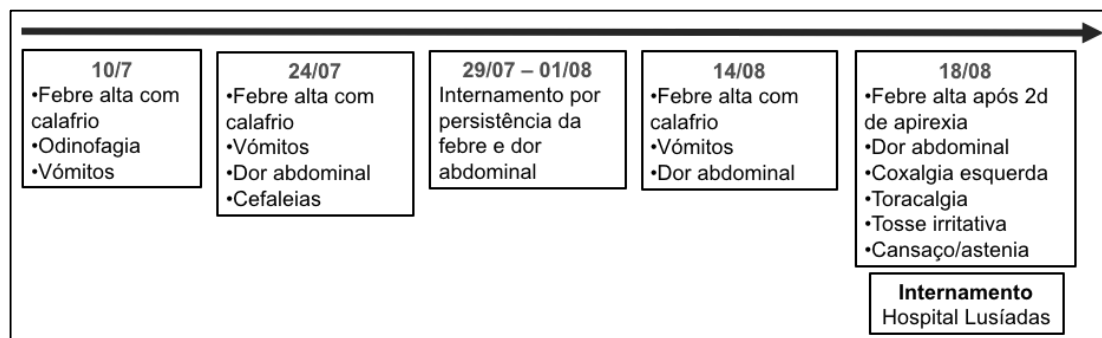 10/7
•Febre alta com
calafrio
•Odinofagia
•Vómitos
24/07
•Febre alta com
calafrio
•Vómitos
•Dor abdominal
•Cefaleias
29/07 – 01/08
Internamento por
persistência da
febre e dor
abdominal
14/08
•Febre alta com
calafrio
•Vómitos
•Dor abdominal
18/08
•Febre alta após 2d
de apirexia
•Dor abdominal
•Coxalgia esquerda
•Toracalgia
•Tosse irritativa
•Cansaço/astenia
Internamento
Hospital Lusíadas